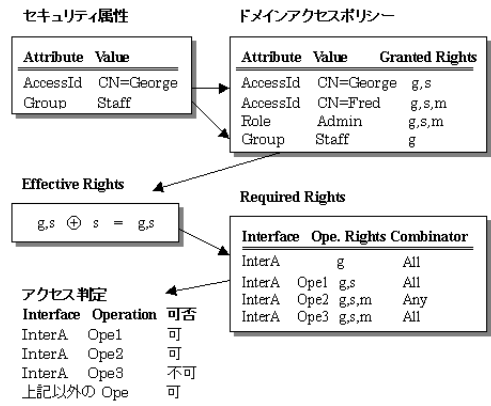 セキュリティ属性
Attribute Value
AccessId CN=George
Group Staff
ドメインアクセスポリシー
Attribute Value Granted Rights
AccessId CN=George g,s
AccessId CN=Fred g,s,m
Role Admin g,s,m
Group Staff g
Effective Rights
g,s ⊕ s = g,s
Required Rights
Interface Ope. Rights Combinator
InterA g All
InterA Ope1 g,s All
InterA Ope2 g,s,m Any
InterA Ope3 g,s,m All
アクセス判定
Interface Operation 可否
InterA Ope1 可
InterA Ope2 可
InterA Ope3 不可
上記以外の Ope 可